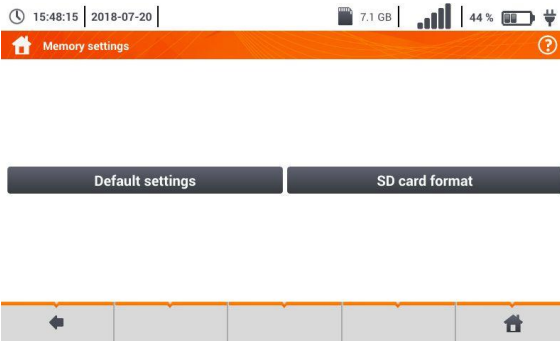 15:48:15 2018-07-20 7.1 GB 44 %
Memory settings ?
Default settings SD card format